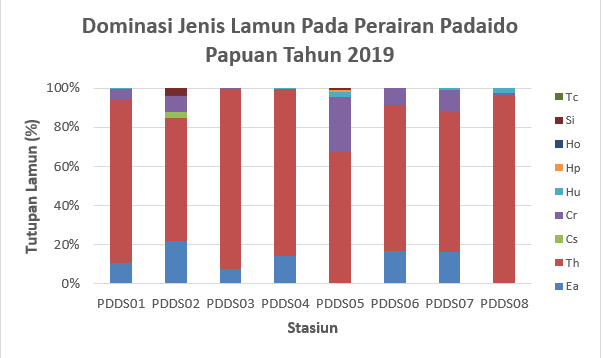 Dominasi Jenis Lamun Pada Perairan Padaido
Papuan Tahun 2019
100%
80%
60%
40%
20%
0%
Tutupan Lamun (%)
PDDS01 PDDS02 PDDS03 PDDS04 PDDS05 PDDS06 PDDS07 PDDS08
Stasiun
Tc
Si
Ho
Hp
Hu
Cr
Cs
Th
Ea